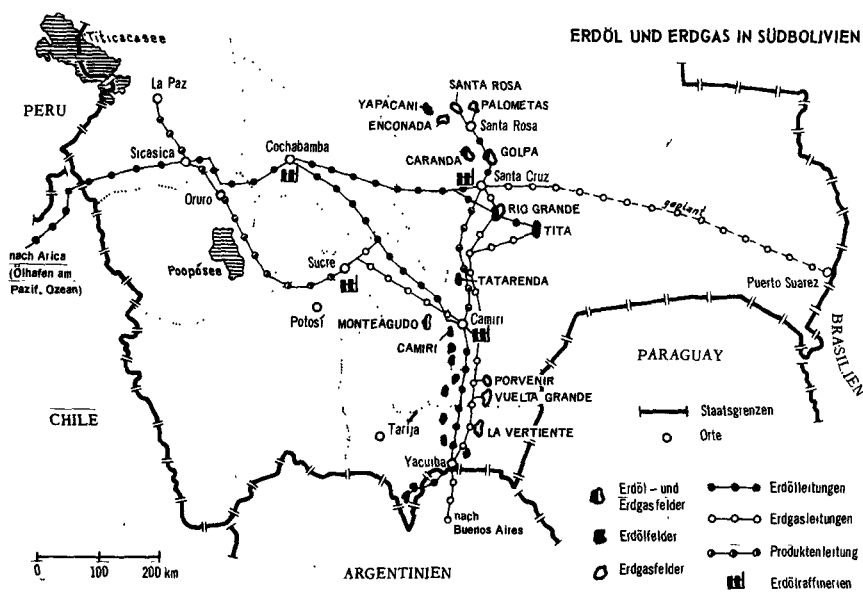 ERDÖL UND ERDGAS IN SÜDBOLIVIEN
Titicacasee
La Paz
PERU
SANTA ROSA
YAPACANI
PALOMETAS
ENCONADA
Santa Rosa
Sicasica
Cochabamba
CARANDA
GOLPA
Santa Cruz
Oruro
RIO GRANDE
geplant
TITA
nach Arica
(Ölhafen am
Pazif. Ozean)
Poopósee
Sucre
TATARENDA
Puerto Suarez
Potosí
MONTEAGUDO
Camiri
CAMIRI
BRASILIEN
PARAGUAY
PORVENIR
VUELTA GRANDE
CHILE
Tarija
LA VERTIENTE
Yacuiba
nach
Buenos Aires
ARGENTINIEN
Staatsgrenzen
Orte
Erdöl- und
Erdgasfelder
Erdölfelder
Erdgasfelder
Erdölleitungen
Erdgasleitungen
Produktenleitung
Erdölraffinerien
0 100 200 km